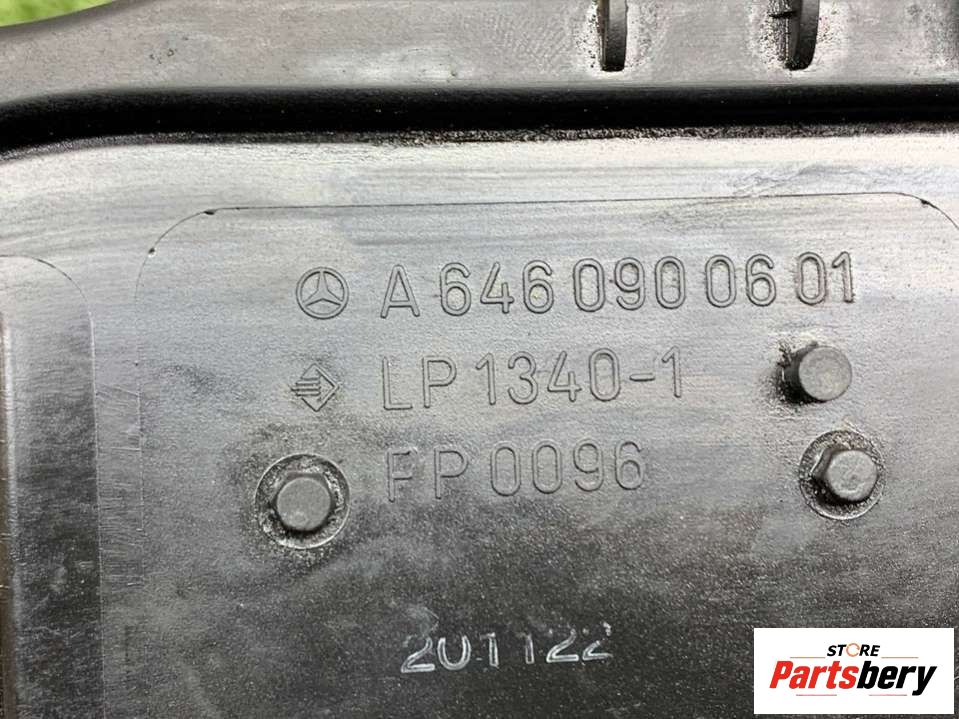 A 646 090 06 01
LP 1340-1
FP 0096
201122
STORE
Partsbery